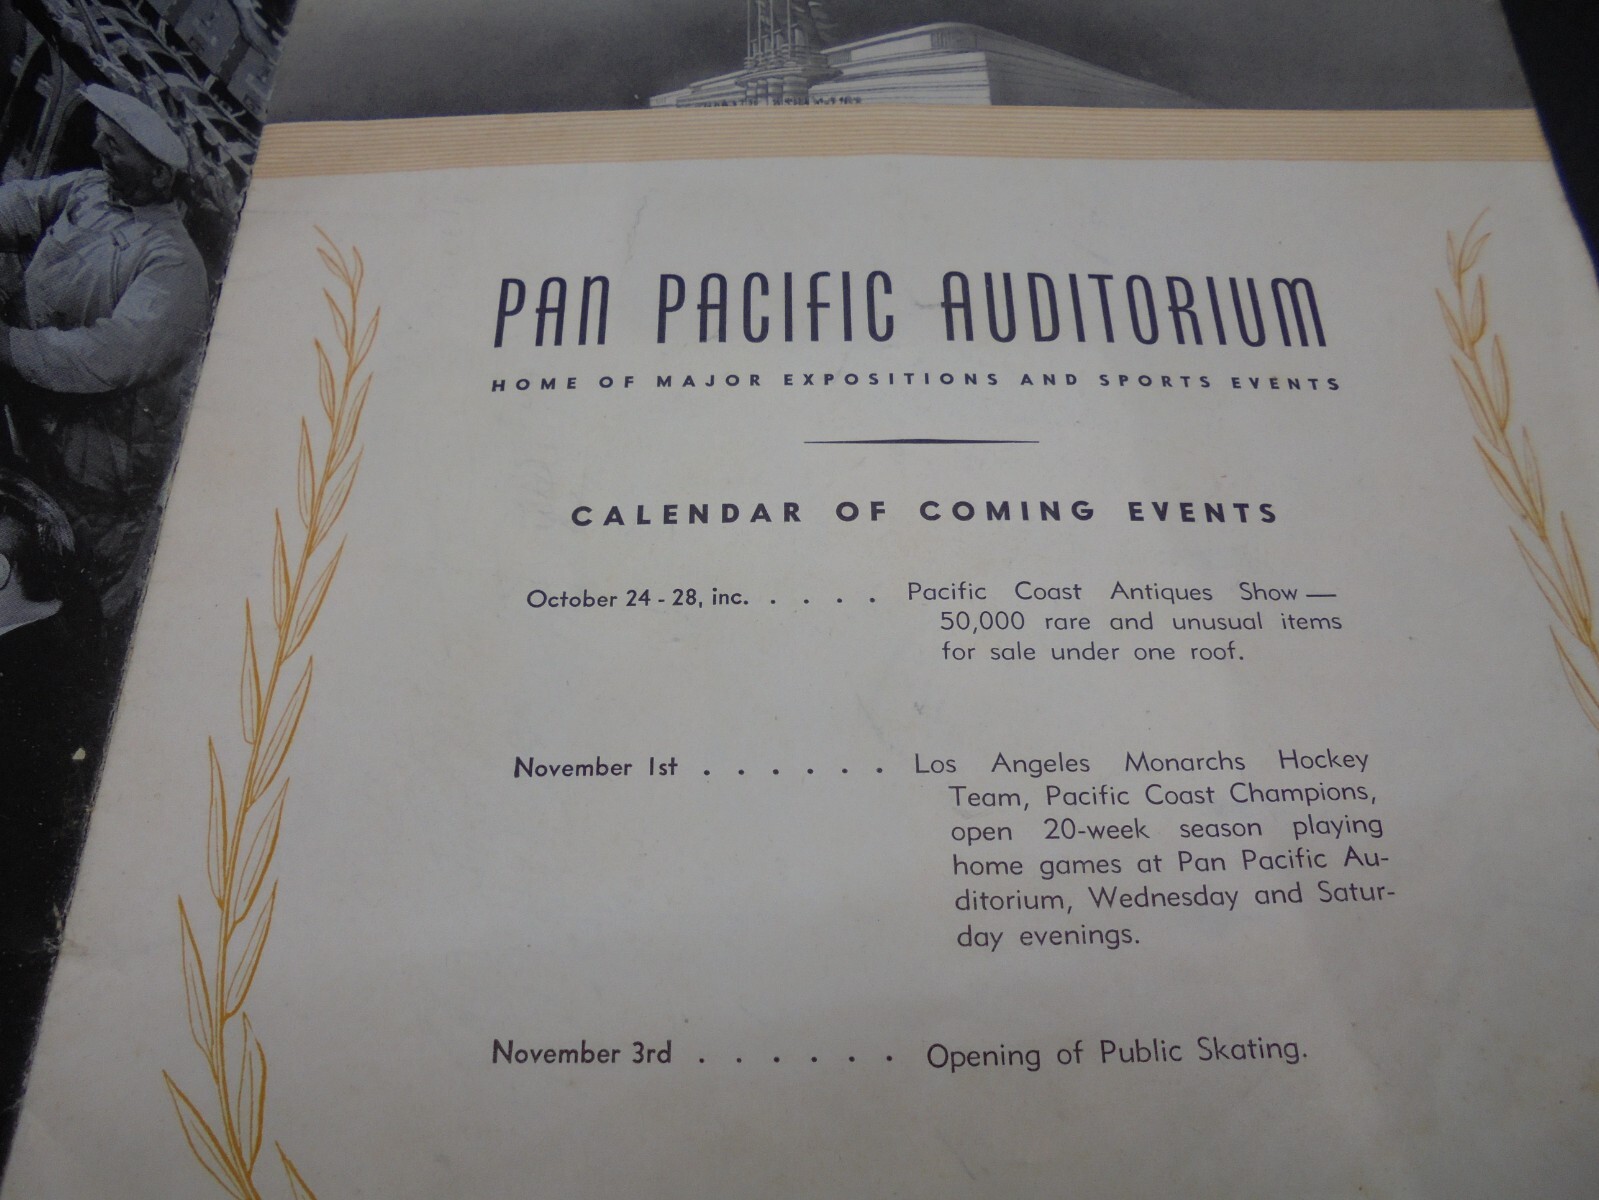 PAN PACIFIC AUDITORIUM
HOME OF MAJOR EXPOSITIONS AND SPORTS EVENTS
CALENDAR OF COMING EVENTS
October 24 - 28, inc. . . . . Pacific Coast Antiques Show —
50,000 rare and unusual items
for sale under one roof.
November 1st . . . . . . Los Angeles Monarchs Hockey
Team, Pacific Coast Champions,
open 20-week season playing
home games at Pan Pacific Au-
ditorium, Wednesday and Satur-
day evenings.
November 3rd . . . . . . Opening of Public Skating.